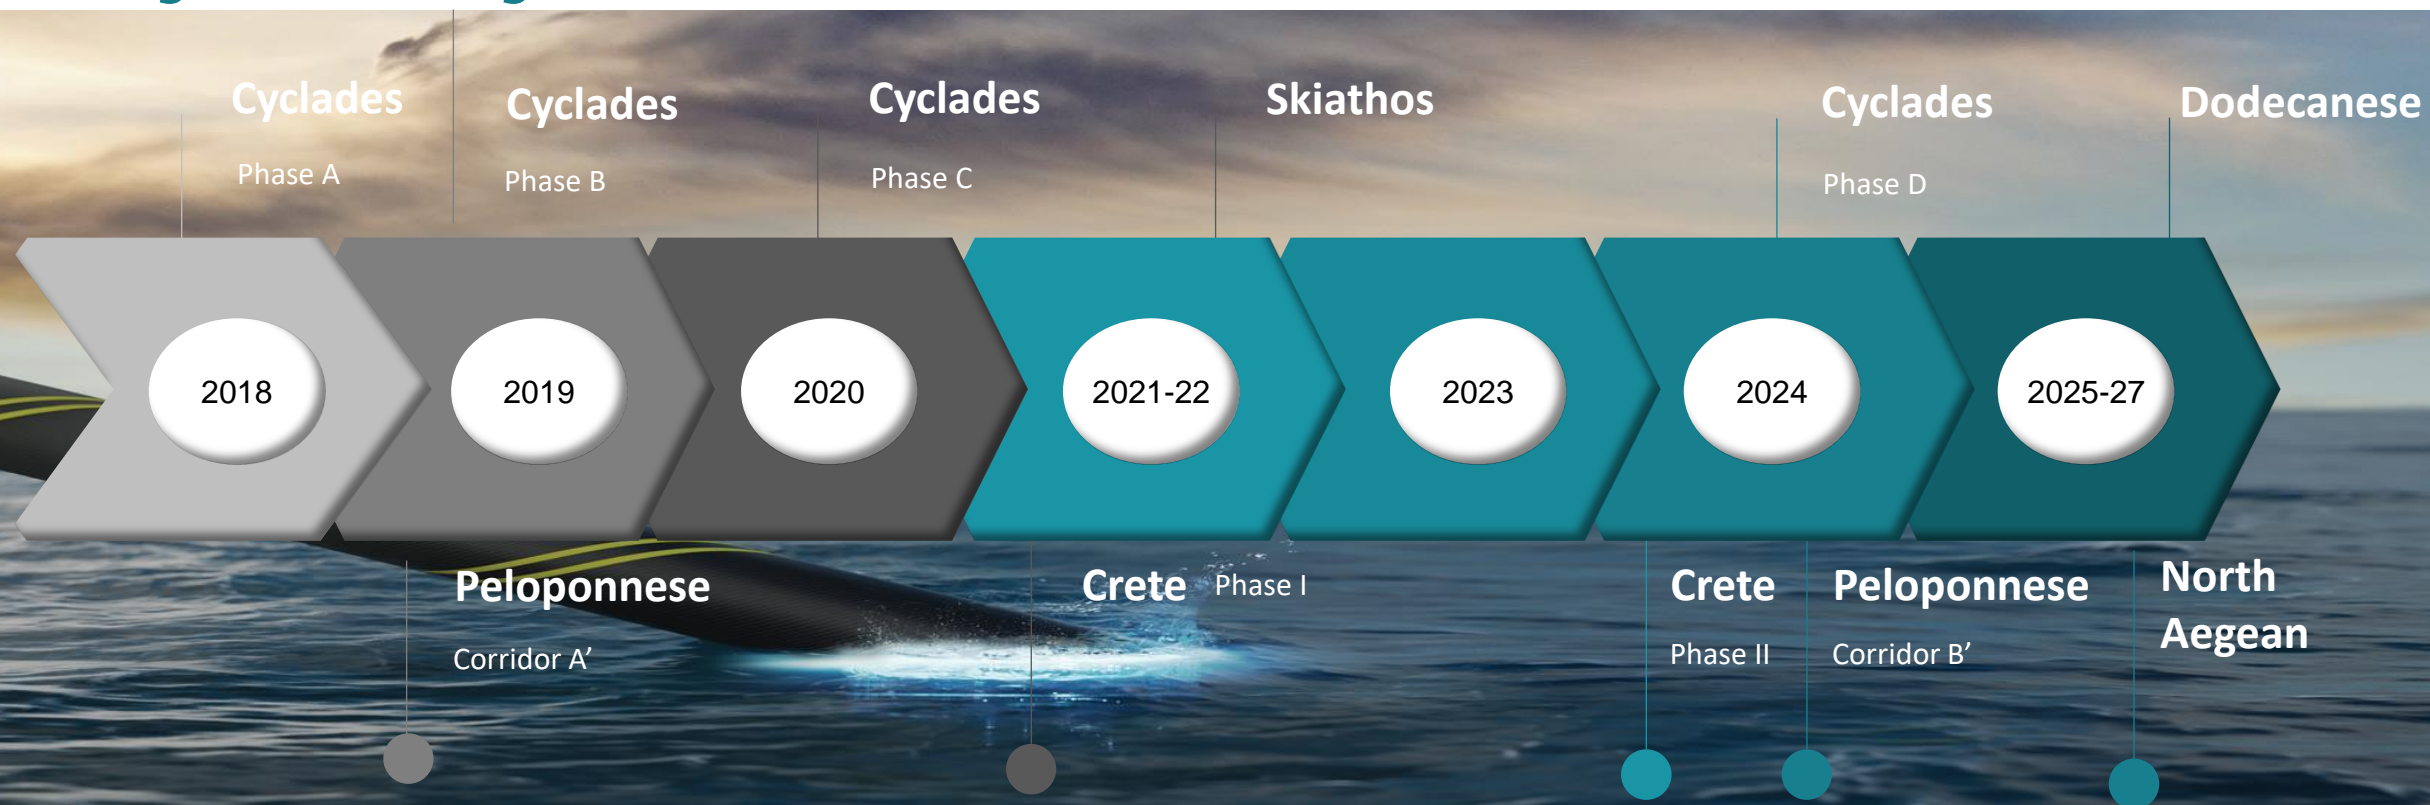 Cyclades
Phase A
Cyclades
Phase B
Cyclades
Phase C
Skiathos
Cyclades
Phase D
Dodecanese
2018
2019
2020
2021-22
2023
2024
2025-27
Peloponnese
Corridor A’
Crete Phase I
Crete
Phase II
Peloponnese
Corridor B’
North
Aegean